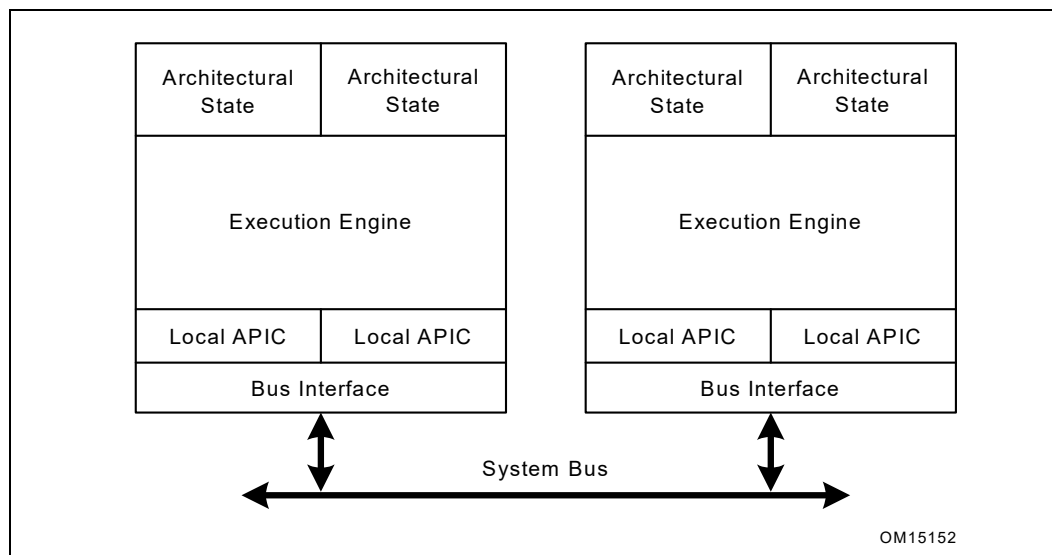 Architectural State
Architectural State
Architectural State
Architectural State
Execution Engine
Execution Engine
Local APIC
Local APIC
Local APIC
Local APIC
Bus Interface
Bus Interface
System Bus
OM15152